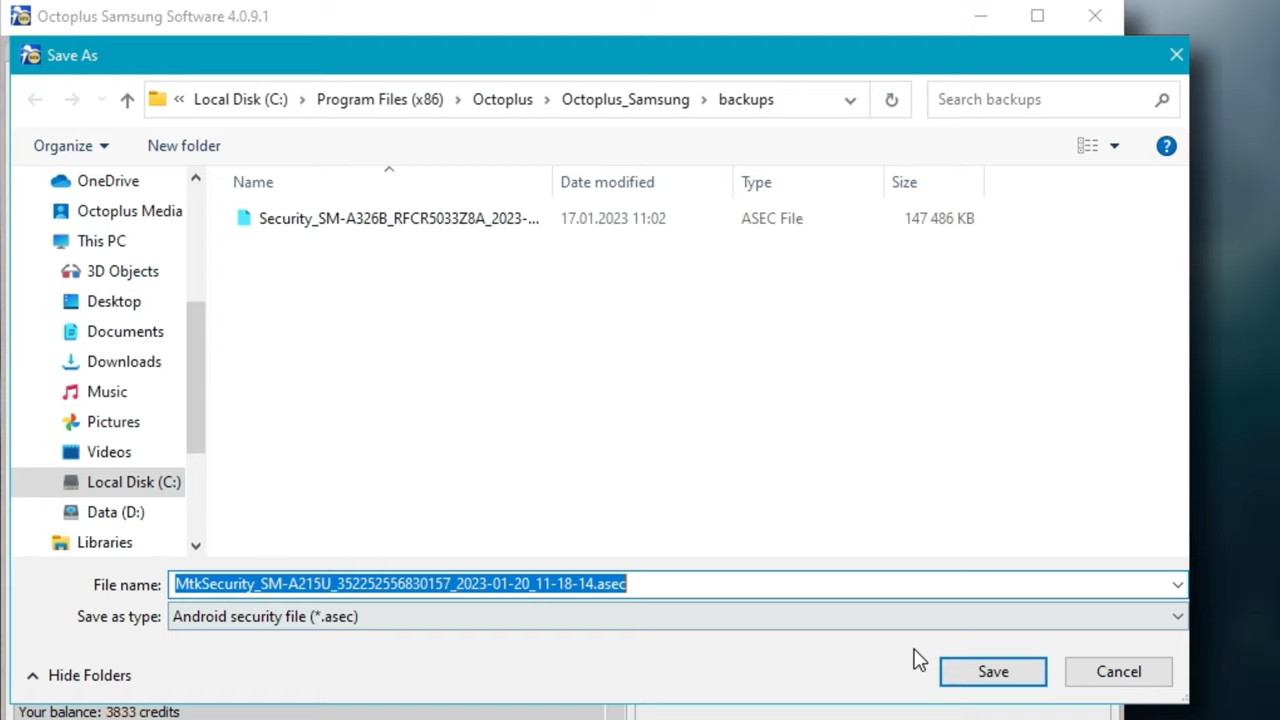 Octoplus Samsung Software 4.0.9.1
Save As
« Local Disk (C:) > Program Files (x86) > Octoplus > Octoplus_Samsung > backups
Search backups
Organize
New folder
Name Date modified Type Size
Security_SM-A326B_RFCR5033Z8A_2023-... 17.01.2023 11:02 ASEC File 147 486 KB
OneDrive
Octoplus Media
This PC
3D Objects
Desktop
Documents
Downloads
Music
Pictures
Videos
Local Disk (C:)
Data (D:)
Libraries
File name: MtkSecurity_SM-A215U_352252556830157_2023-01-20_11-18-14.asec
Save as type: Android security file (*.asec)
Hide Folders
Save
Cancel
Your balance: 3833 credits